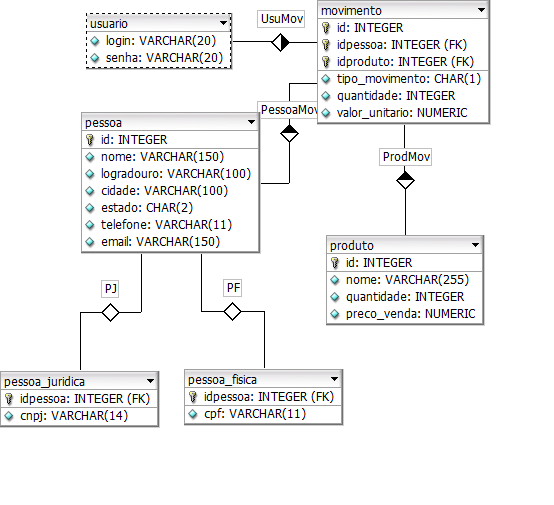 usuario
login: VARCHAR(20)
senha: VARCHAR(20)
UsuMov
movimento
id: INTEGER
idpessoa: INTEGER (FK)
idproduto: INTEGER (FK)
tipo_movimento: CHAR(1)
quantidade: INTEGER
valor_unitario: NUMERIC
PessoaMov
pessoa
id: INTEGER
nome: VARCHAR(150)
logradouro: VARCHAR(100)
cidade: VARCHAR(100)
estado: CHAR(2)
telefone: VARCHAR(11)
email: VARCHAR(150)
ProdMov
produto
id: INTEGER
nome: VARCHAR(255)
quantidade: INTEGER
preco_venda: NUMERIC
PJ
PF
pessoa_juridica
idpessoa: INTEGER (FK)
cnpj: VARCHAR(14)
pessoa_fisica
idpessoa: INTEGER (FK)
cpf: VARCHAR(11)